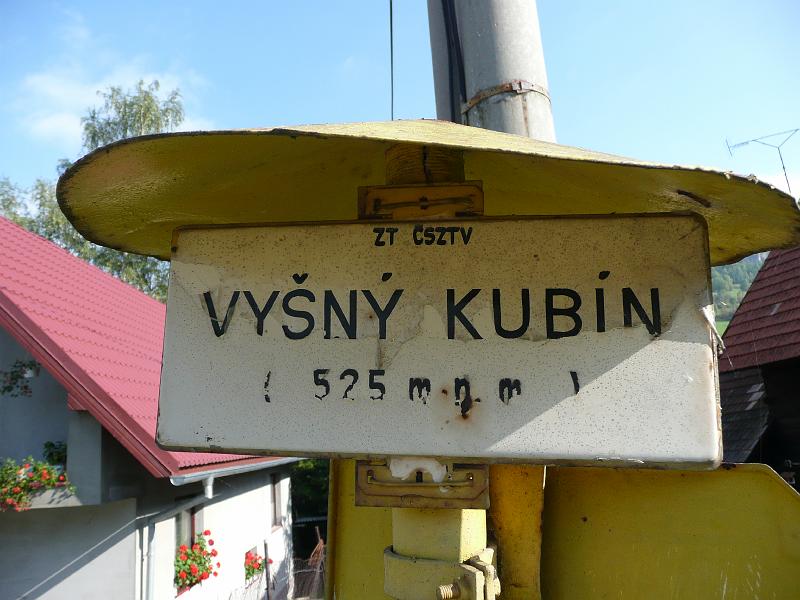 ZT ČSZTV
VYŠNÝ KUBÍN
( 525 m n m )